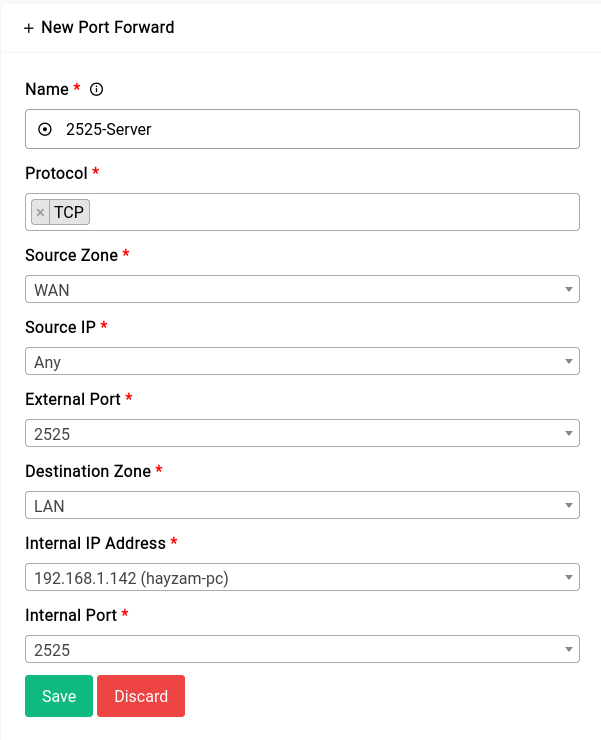 + New Port Forward
Name *
2525-Server
Protocol *
× TCP
Source Zone *
WAN
Source IP *
Any
External Port *
2525
Destination Zone *
LAN
Internal IP Address *
192.168.1.142 (hayzam-pc)
Internal Port *
2525
Save Discard